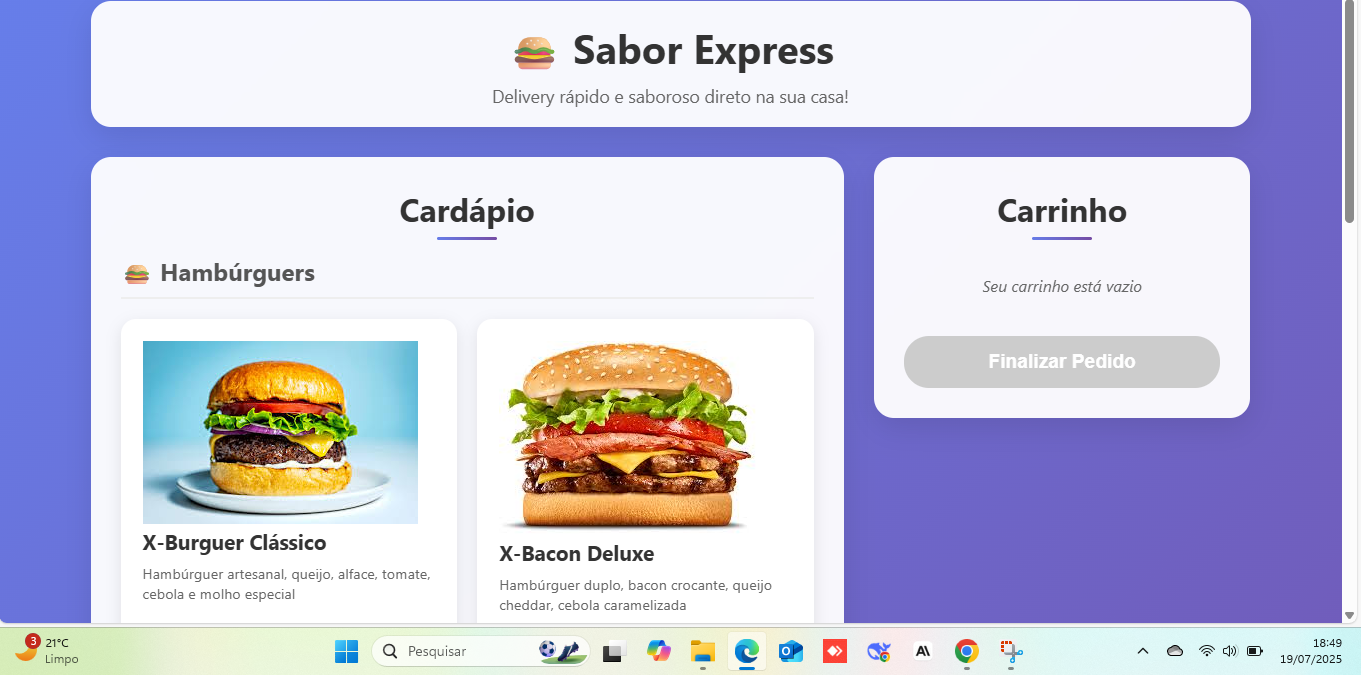 Sabor Express
Delivery rápido e saboroso direto na sua casa!
Cardápio
Hambúrguers
X-Burguer Clássico
Hambúrguer artesanal, queijo, alface, tomate,
cebola e molho especial
X-Bacon Deluxe
Hambúrguer duplo, bacon crocante, queijo
cheddar, cebola caramelizada
Carrinho
Seu carrinho está vazio
Finalizar Pedido
3
21°C
Limpo
Pesquisar
18:49
19/07/2025